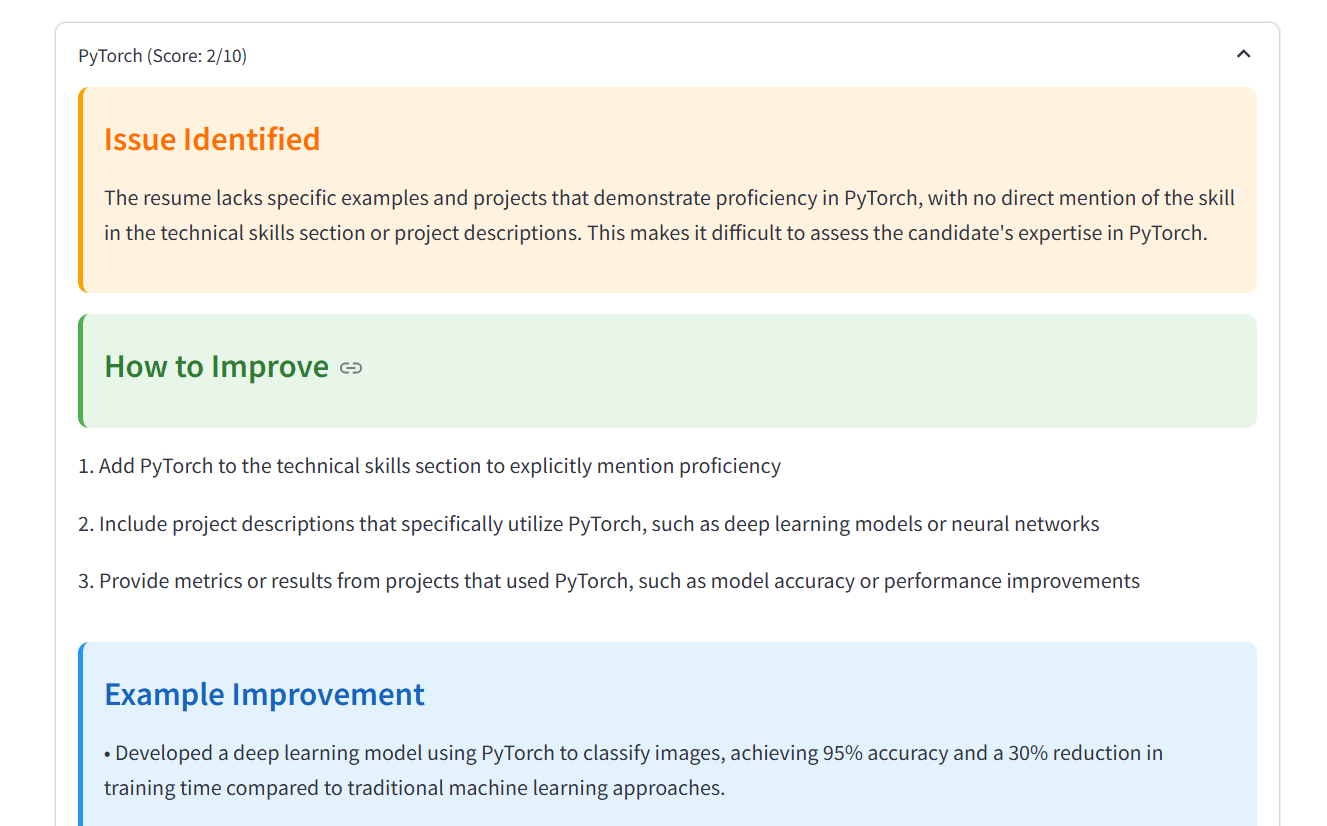 PyTorch (Score: 2/10)
Issue Identified
The resume lacks specific examples and projects that demonstrate proficiency in PyTorch, with no direct mention of the skill
in the technical skills section or project descriptions. This makes it difficult to assess the candidate's expertise in PyTorch.
How to Improve
1. Add PyTorch to the technical skills section to explicitly mention proficiency
2. Include project descriptions that specifically utilize PyTorch, such as deep learning models or neural networks
3. Provide metrics or results from projects that used PyTorch, such as model accuracy or performance improvements
Example Improvement
• Developed a deep learning model using PyTorch to classify images, achieving 95% accuracy and a 30% reduction in
training time compared to traditional machine learning approaches.